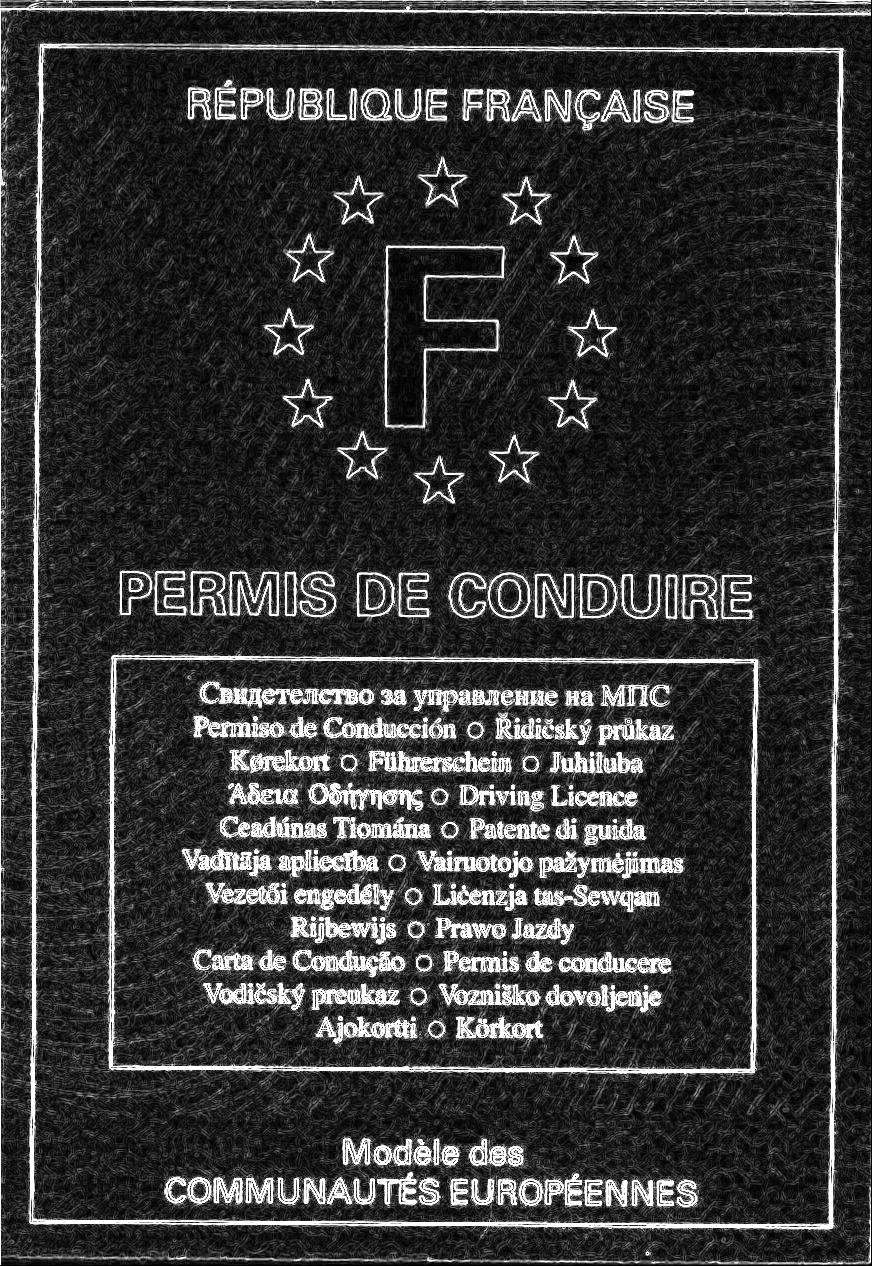 RÉPUBLIQUE FRANÇAISE
F
PERMIS DE CONDUIRE
Свидетелство за управление на МПС
Permiso de Conducción O Řidičský průkaz
Kørekort O Führerschein O Juhiluba
Άδεια Οδήγησης O Driving Licence
Ceadúnas Tiomána O Patente di guida
Vadītāja apliecība O Vairuotojo pažymėjimas
Vezetői engedély O Liċenzja tas-Sewqan
Rijbewijs O Prawo Jazdy
Carta de Condução O Permis de conducere
Vodičský preukaz O Vozniško dovoljenje
Ajokortti O Körkort
Modèle des
COMMUNAUTÉS EUROPÉENNES